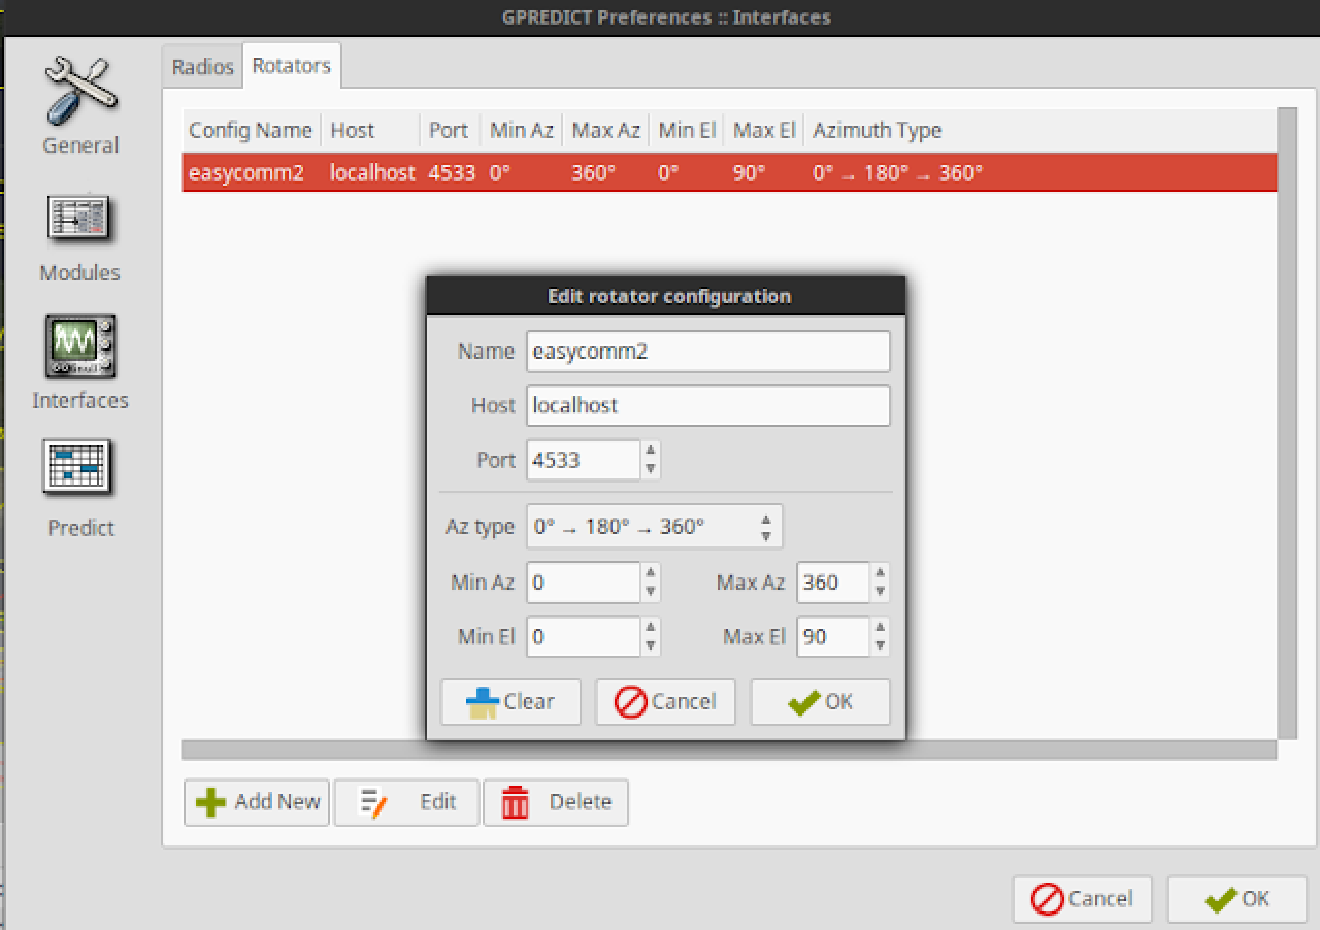 GPREDICT Preferences :: Interfaces
General
Modules
Interfaces
Predict
Radios Rotators
Config Name Host Port Min Az Max Az Min El Max El Azimuth Type
easycomm2 localhost 4533 0° 360° 0° 90° 0° → 180° → 360°
Edit rotator configuration
Name easycomm2
Host localhost
Port 4533
Az type 0° → 180° → 360°
Min Az 0 Max Az 360
Min El 0 Max El 90
Clear Cancel OK
Add New Edit Delete
Cancel OK